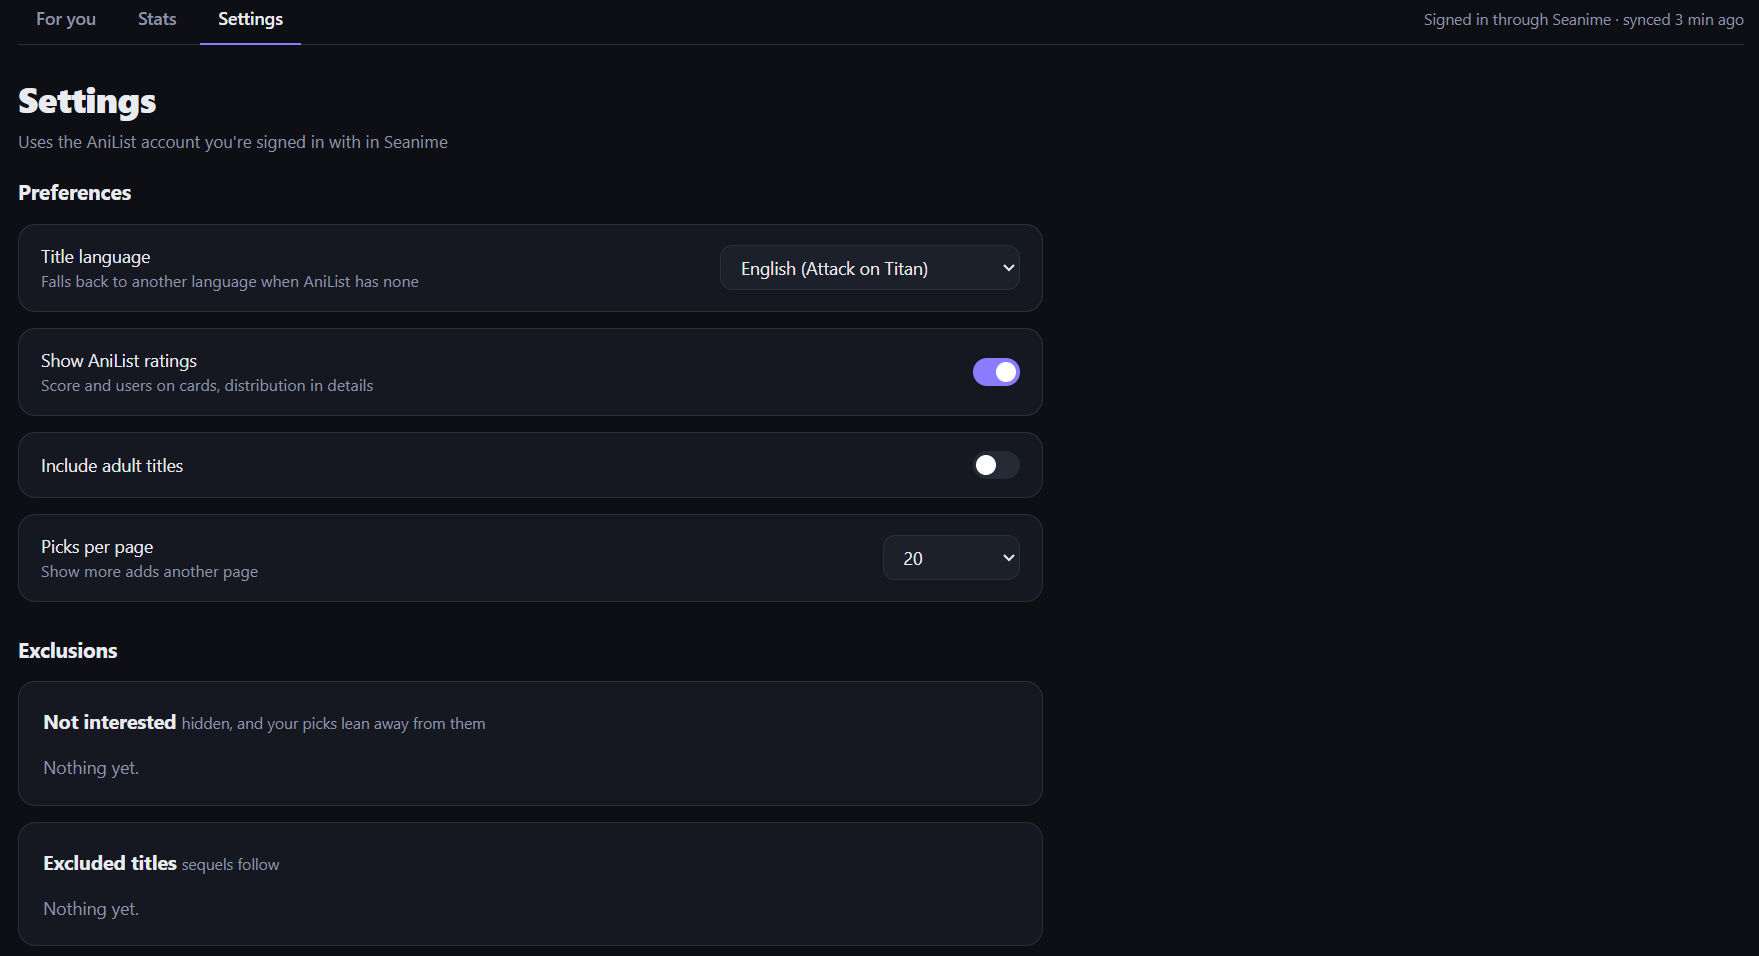 For you Stats Settings Signed in through Seanime · synced 3 min ago
Settings
Uses the AniList account you're signed in with in Seanime
Preferences
Title language
Falls back to another language when AniList has none
English (Attack on Titan)
Show AniList ratings
Score and users on cards, distribution in details
Include adult titles
Picks per page
Show more adds another page
20
Exclusions
Not interested hidden, and your picks lean away from them
Nothing yet.
Excluded titles sequels follow
Nothing yet.